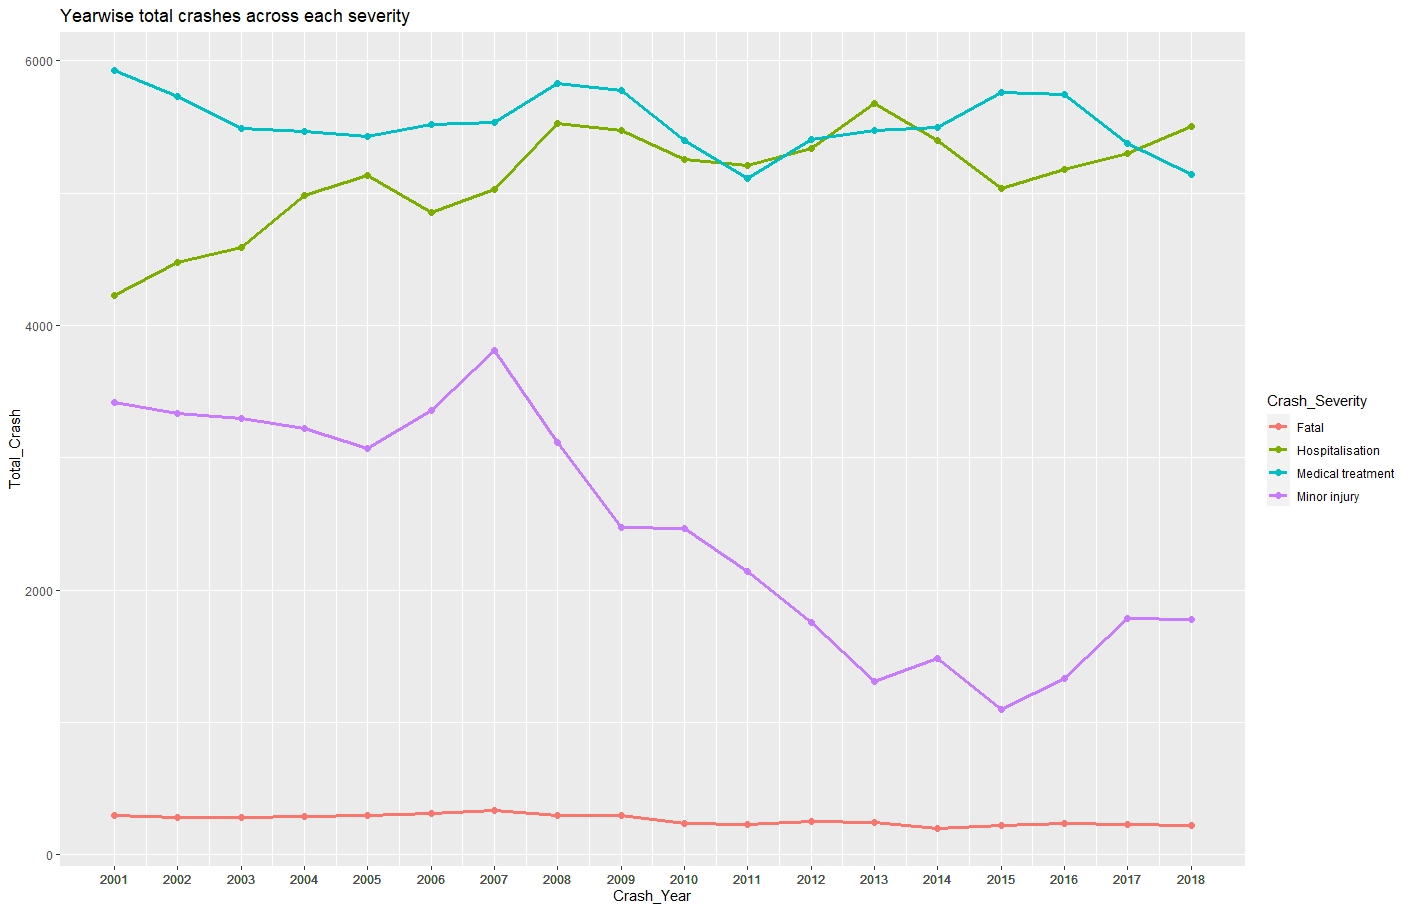 Yearwise total crashes across each severity
6000
4000
2000
0
Total_Crash
2001 2002 2003 2004 2005 2006 2007 2008 2009 2010 2011 2012 2013 2014 2015 2016 2017 2018
Crash_Year
Crash_Severity
Fatal
Hospitalisation
Medical treatment
Minor injury